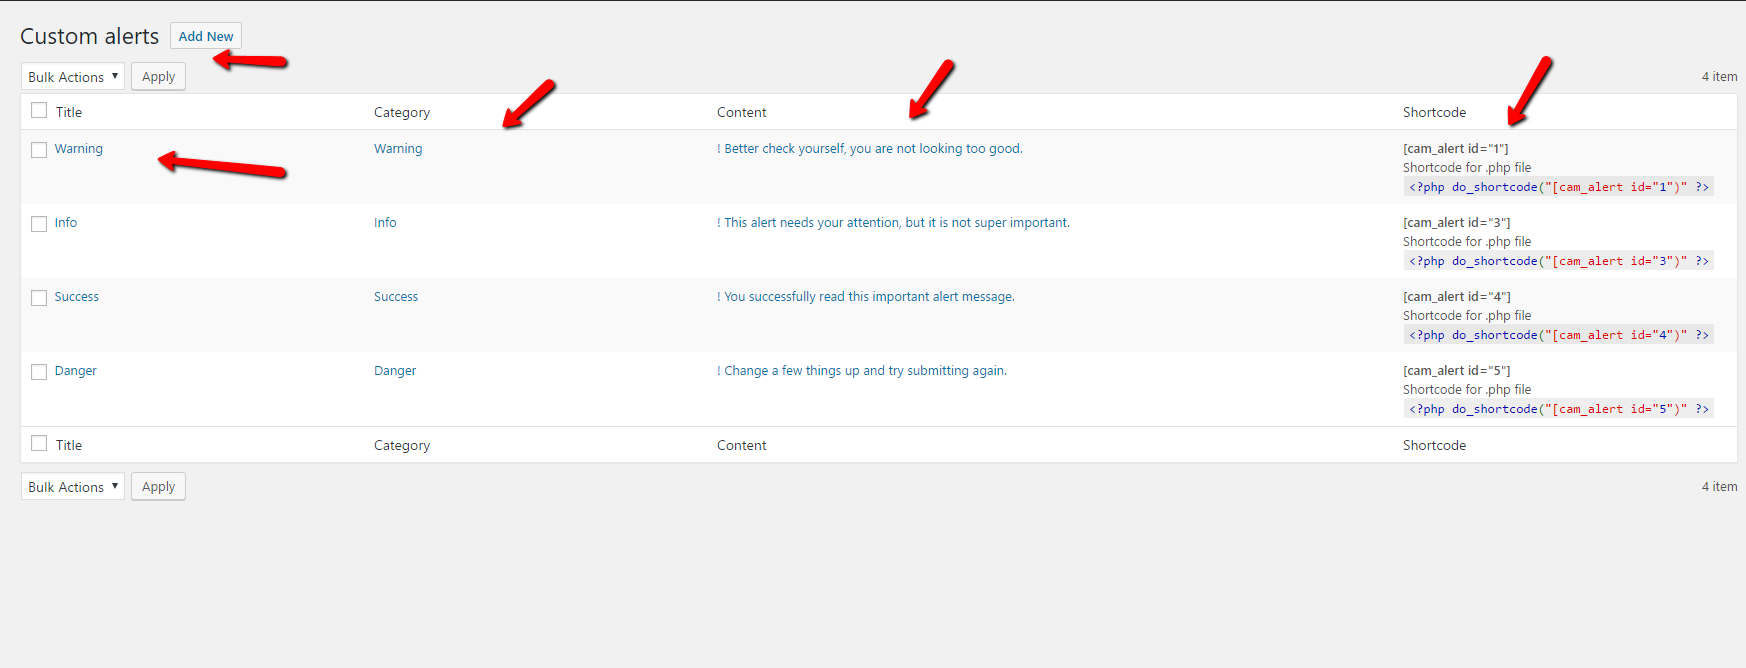 Custom alerts Add New
Bulk Actions Apply 4 item
Title Category Content Shortcode
Warning Warning ! Better check yourself, you are not looking too good. [cam_alert id="1"]
Shortcode for .php file
<?php do_shortcode("[cam_alert id="1")" ?>
Info Info ! This alert needs your attention, but it is not super important. [cam_alert id="3"]
Shortcode for .php file
<?php do_shortcode("[cam_alert id="3")" ?>
Success Success ! You successfully read this important alert message. [cam_alert id="4"]
Shortcode for .php file
<?php do_shortcode("[cam_alert id="4")" ?>
Danger Danger ! Change a few things up and try submitting again. [cam_alert id="5"]
Shortcode for .php file
<?php do_shortcode("[cam_alert id="5")" ?>
Title Category Content Shortcode
Bulk Actions Apply 4 item